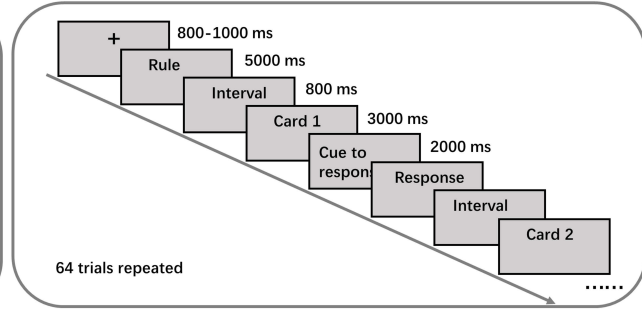 +
800-1000 ms
Rule
5000 ms
Interval
800 ms
Card 1
3000 ms
Cue to
2000 ms
Response
Interval
Card 2
64 trials repeated
......